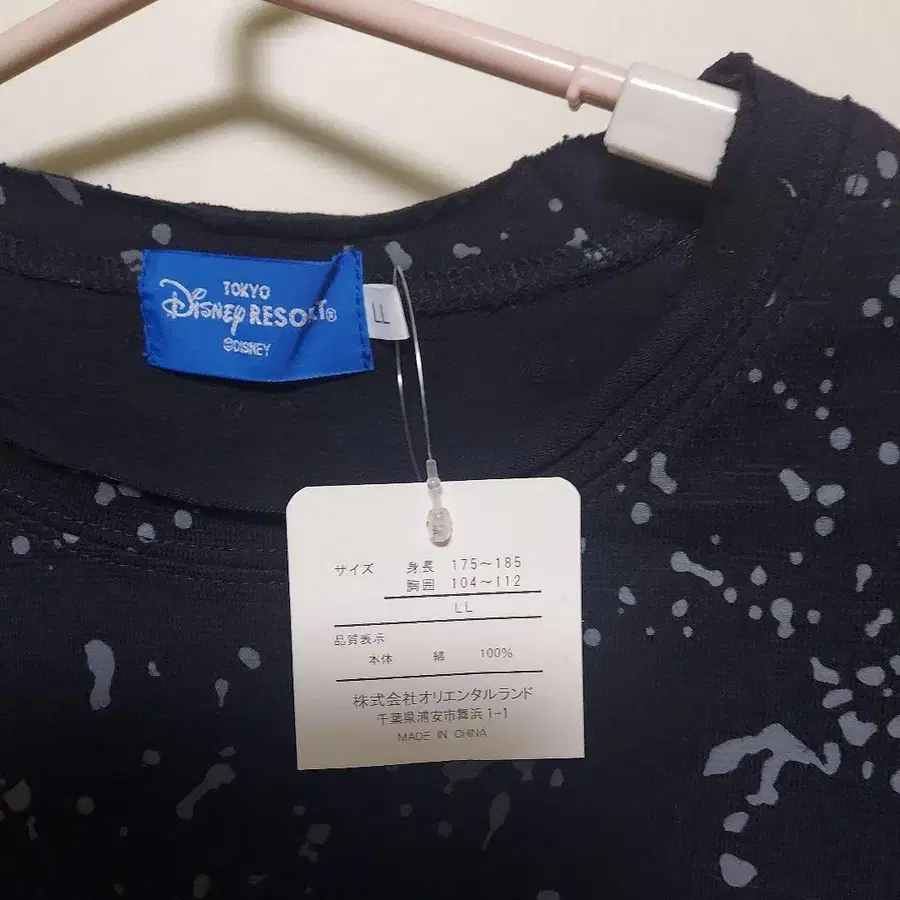 TOKYO
Disney RESORT®
©DISNEY
LL
サイズ 身長 175～185
胸囲 104～112
LL
品質表示
本体 綿 100%
株式会社オリエンタルランド
千葉県浦安市舞浜1-1
MADE IN CHINA